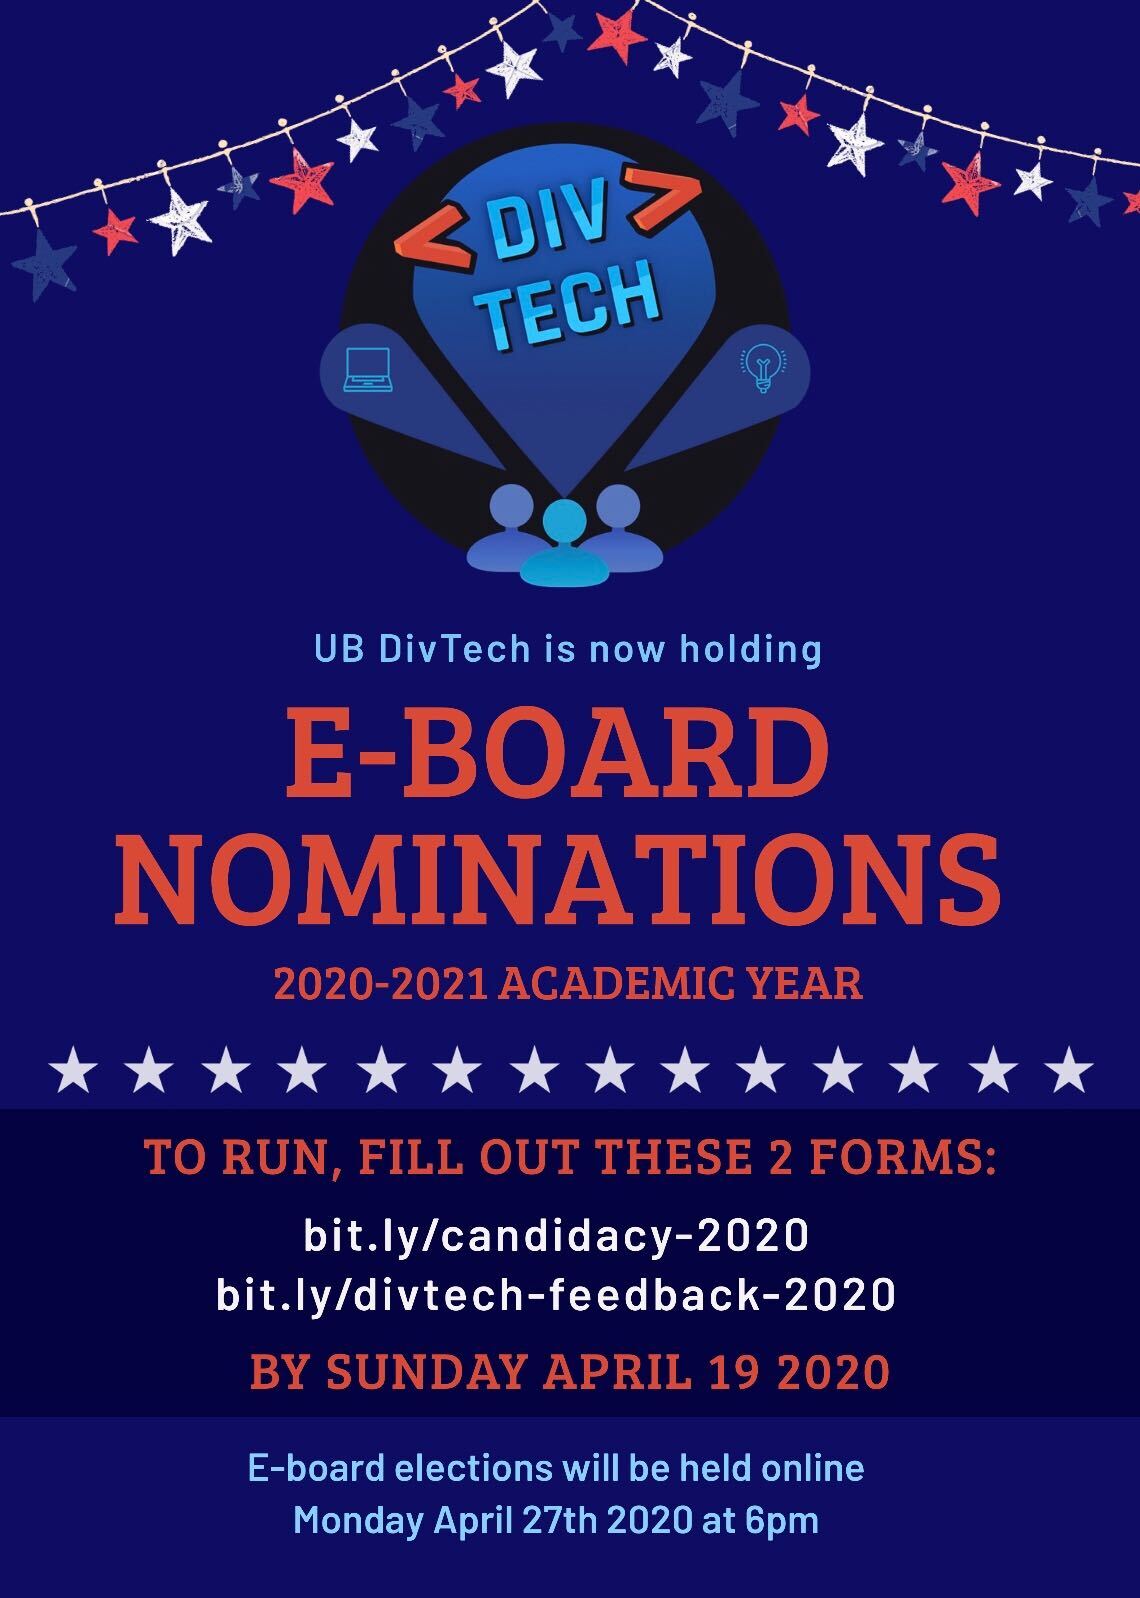 < DIV >
TECH
UB DivTech is now holding
E-BOARD
NOMINATIONS
2020-2021 ACADEMIC YEAR
TO RUN, FILL OUT THESE 2 FORMS:
bit.ly/candidacy-2020
bit.ly/divtech-feedback-2020
BY SUNDAY APRIL 19 2020
E-board elections will be held online
Monday April 27th 2020 at 6pm